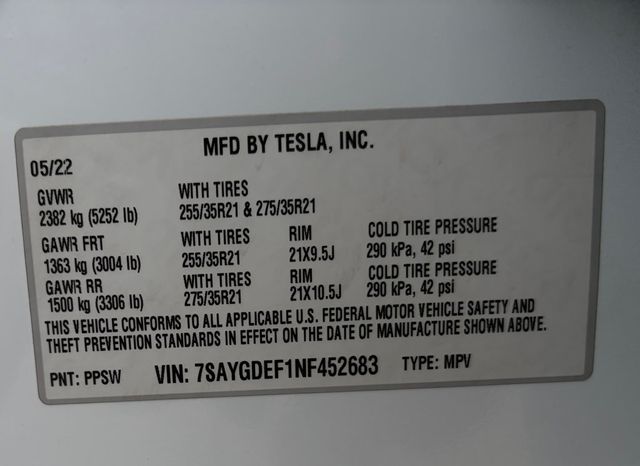 MFD BY TESLA, INC.
05/22
GVWR WITH TIRES
2382 kg (5252 lb) 255/35R21 & 275/35R21
GAWR FRT WITH TIRES RIM COLD TIRE PRESSURE
1363 kg (3004 lb) 255/35R21 21X9.5J 290 kPa, 42 psi
GAWR RR WITH TIRES RIM COLD TIRE PRESSURE
1500 kg (3306 lb) 275/35R21 21X10.5J 290 kPa, 42 psi
THIS VEHICLE CONFORMS TO ALL APPLICABLE U.S. FEDERAL MOTOR VEHICLE SAFETY AND
THEFT PREVENTION STANDARDS IN EFFECT ON THE DATE OF MANUFACTURE SHOWN ABOVE.
PNT: PPSW VIN: 7SAYGDEF1NF452683 TYPE: MPV